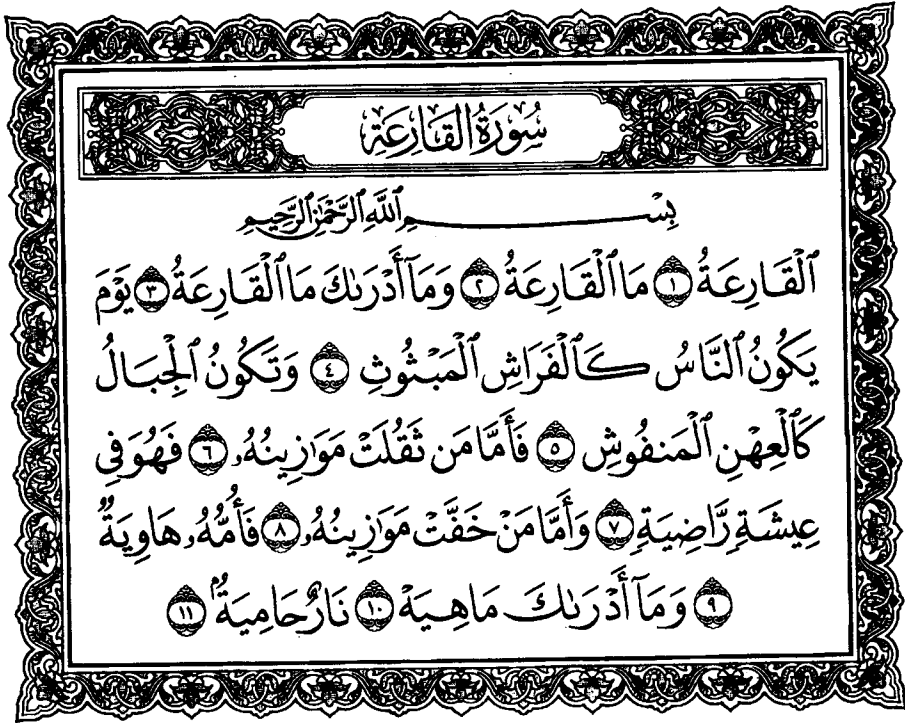 سُورَةُ القَارِعَةِ
بِسْمِ ٱللَّهِ ٱلرَّحْمَٰنِ ٱلرَّحِيمِ
ٱلْقَارِعَةُ ١ مَا ٱلْقَارِعَةُ ٢ وَمَآ أَدْرَىٰكَ مَا ٱلْقَارِعَةُ ٣ يَوْمَ
يَكُونُ ٱلنَّاسُ كَٱلْفَرَاشِ ٱلْمَبْثُوثِ ٤ وَتَكُونُ ٱلْجِبَالُ
كَٱلْعِهْنِ ٱلْمَنفُوشِ ٥ فَأَمَّا مَن ثَقُلَتْ مَوَٰزِينُهُۥ ٦ فَهُوَ فِى
عِيشَةٍ رَّاضِيَةٍ ٧ وَأَمَّا مَنْ خَفَّتْ مَوَٰزِينُهُۥ ٨ فَأُمُّهُۥ هَاوِيَةٌ
٩ وَمَآ أَدْرَىٰكَ مَا هِيَهْ ١٠ نَارٌ حَامِيَةٌۢ ١١